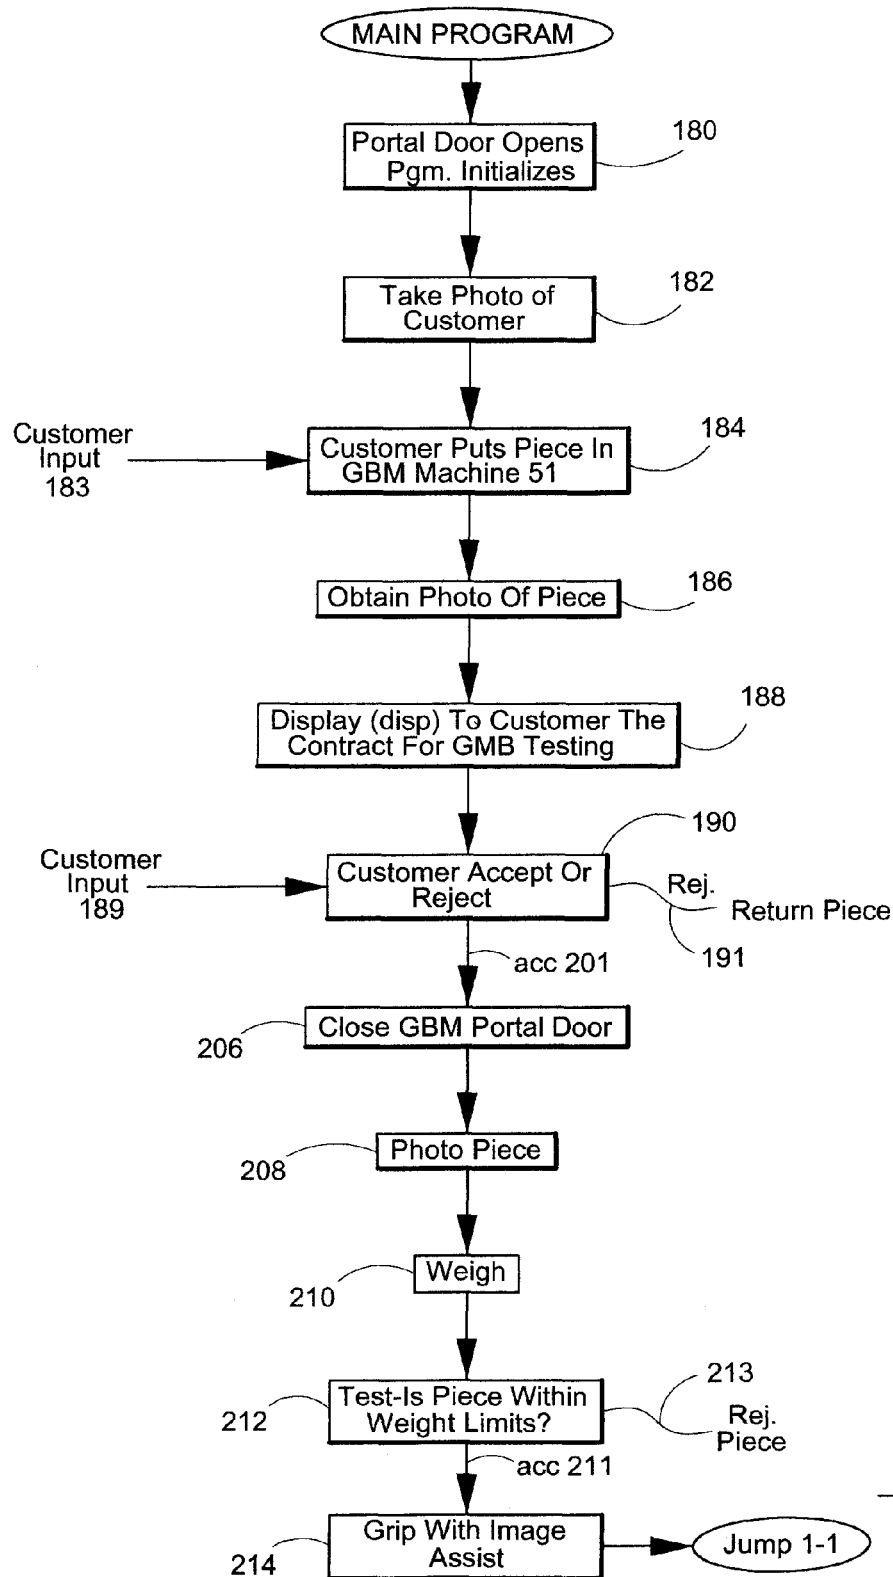 MAIN PROGRAM
Portal Door Opens
Pgm. Initializes
180
Take Photo of
Customer
182
Customer
Input
183
Customer Puts Piece In
GBM Machine 51
184
Obtain Photo Of Piece
186
Display (disp) To Customer The
Contract For GMB Testing
188
Customer
Input
189
Customer Accept Or
Reject
190
Rej.
Return Piece
191
acc 201
Close GBM Portal Door
206
Photo Piece
208
Weigh
210
Test-Is Piece Within
Weight Limits?
212
213
Rej.
Piece
acc 211
Grip With Image
Assist
214
Jump 1-1